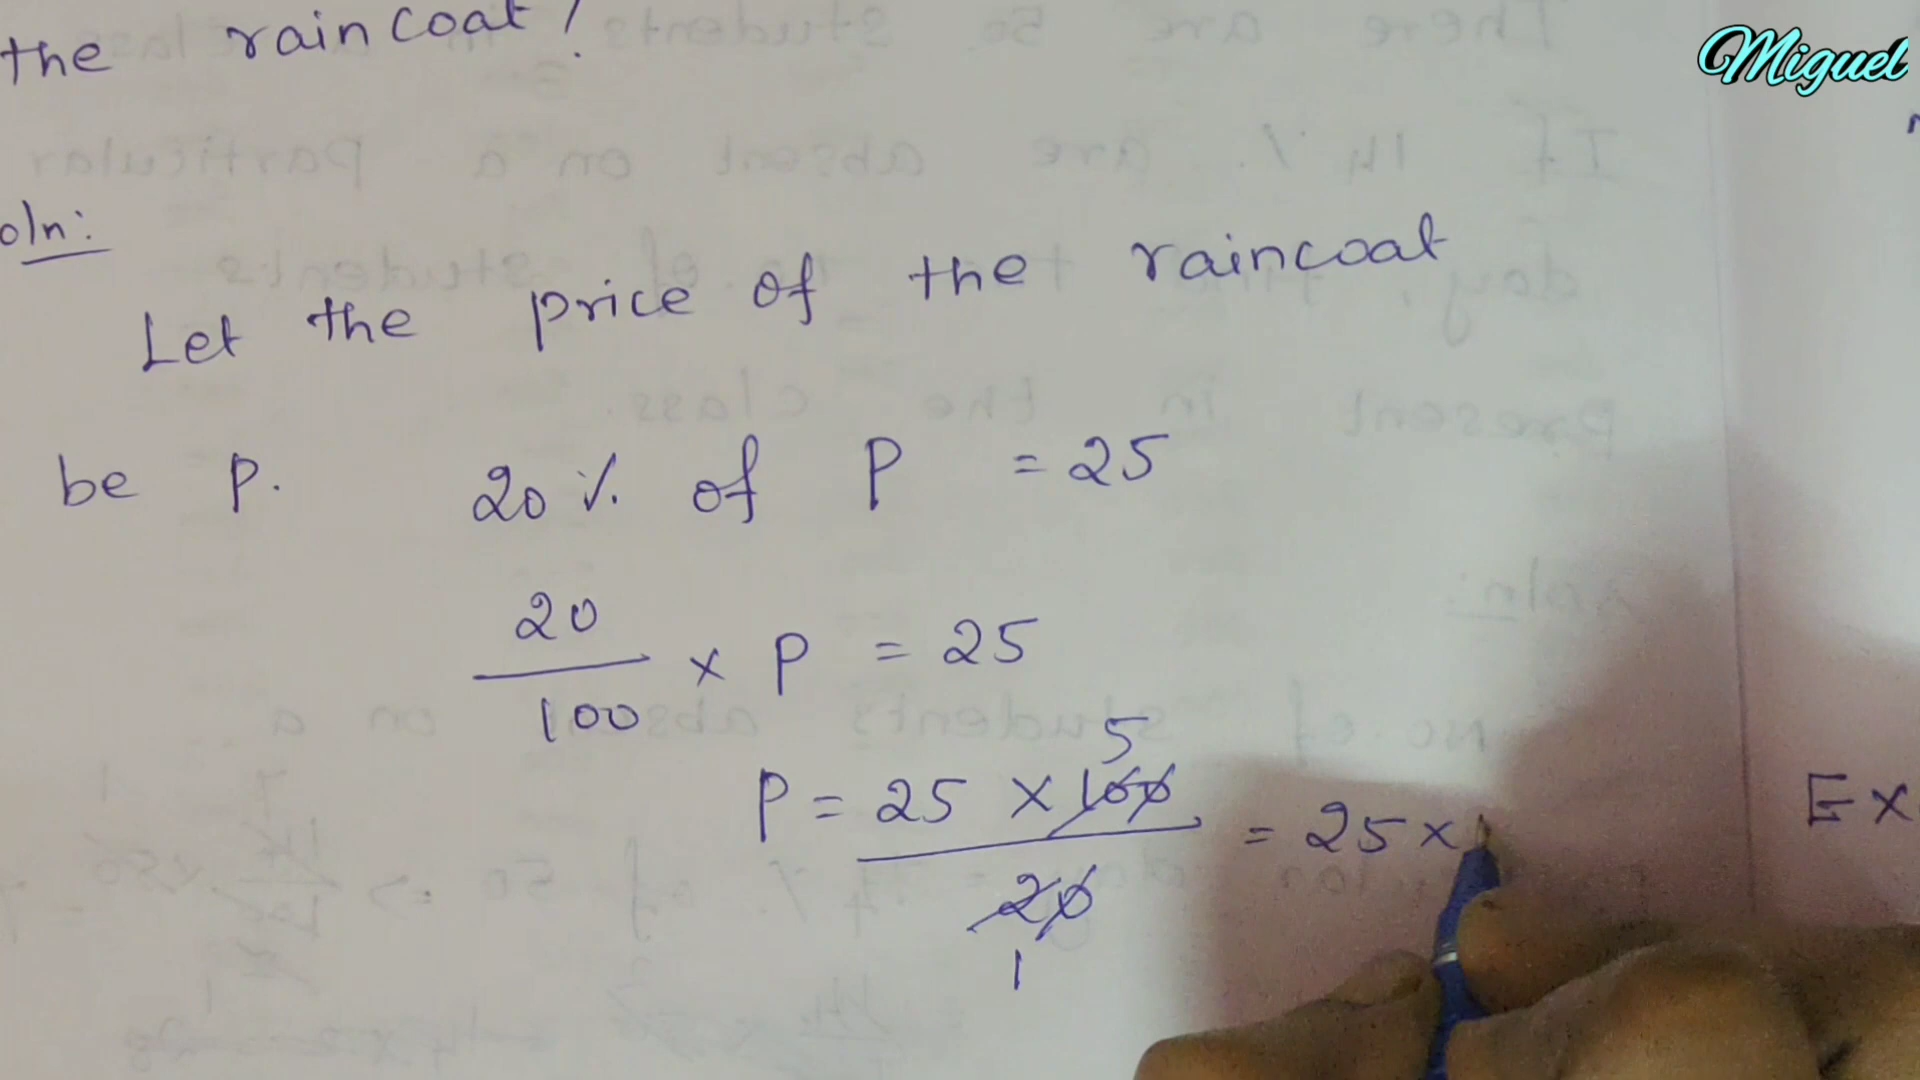 the raincoat?
Miguel
oln:
Let the price of the raincoat
be P. 20% of P = 25
20/100 × P = 25
5
P = 25 × 100/20 = 25 ×
1
Ex